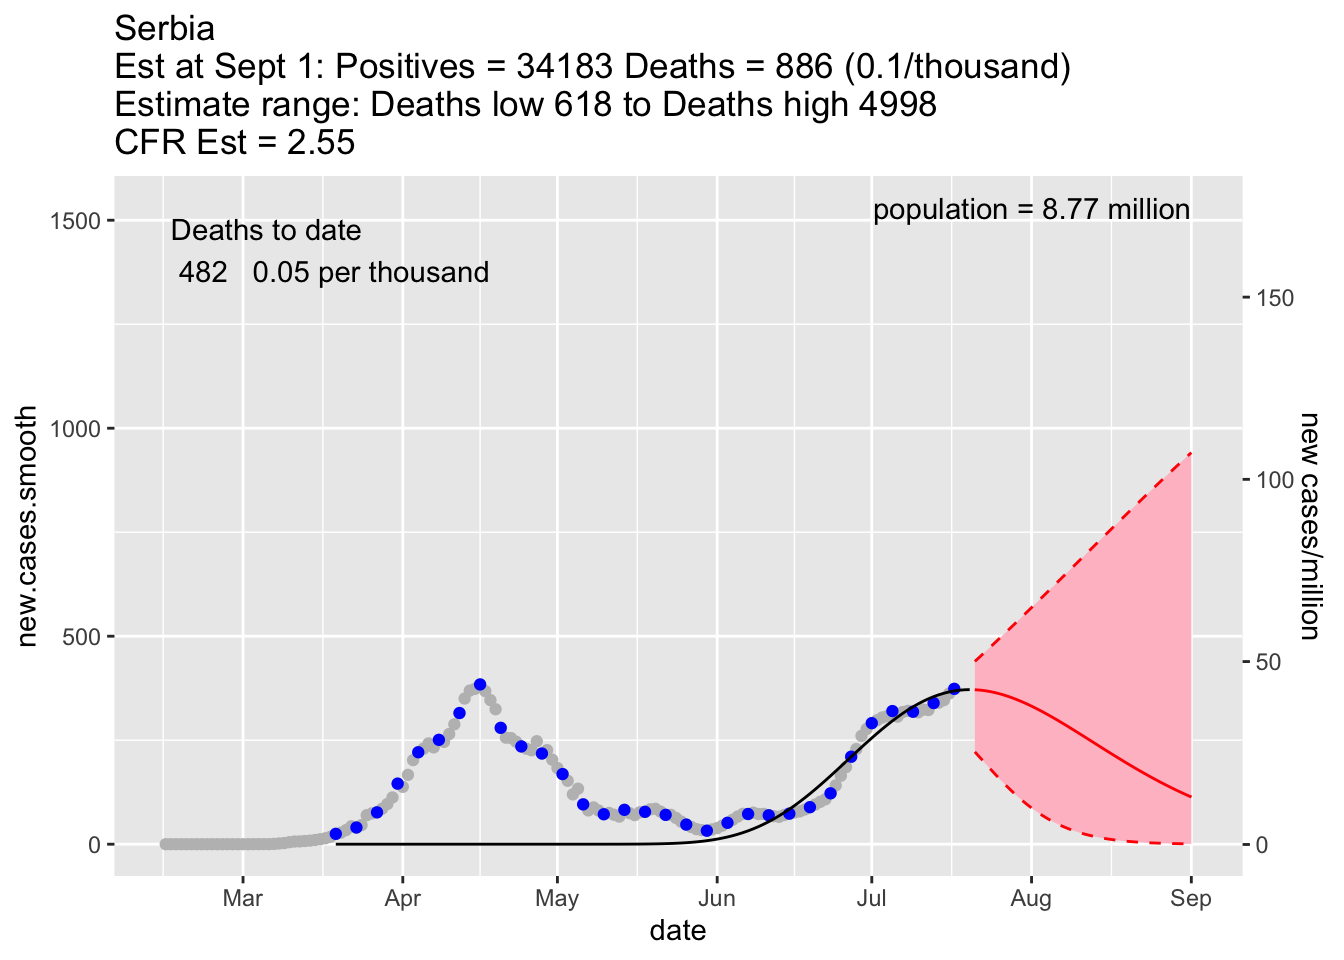 Serbia
Est at Sept 1: Positives = 34183 Deaths = 886 (0.1/thousand)
Estimate range: Deaths low 618 to Deaths high 4998
CFR Est = 2.55
population = 8.77 million
Deaths to date
482 0.05 per thousand
1500
1000
500
0
new.cases.smooth
150
100
50
0
new cases/million
Mar Apr May Jun Jul Aug Sep
date